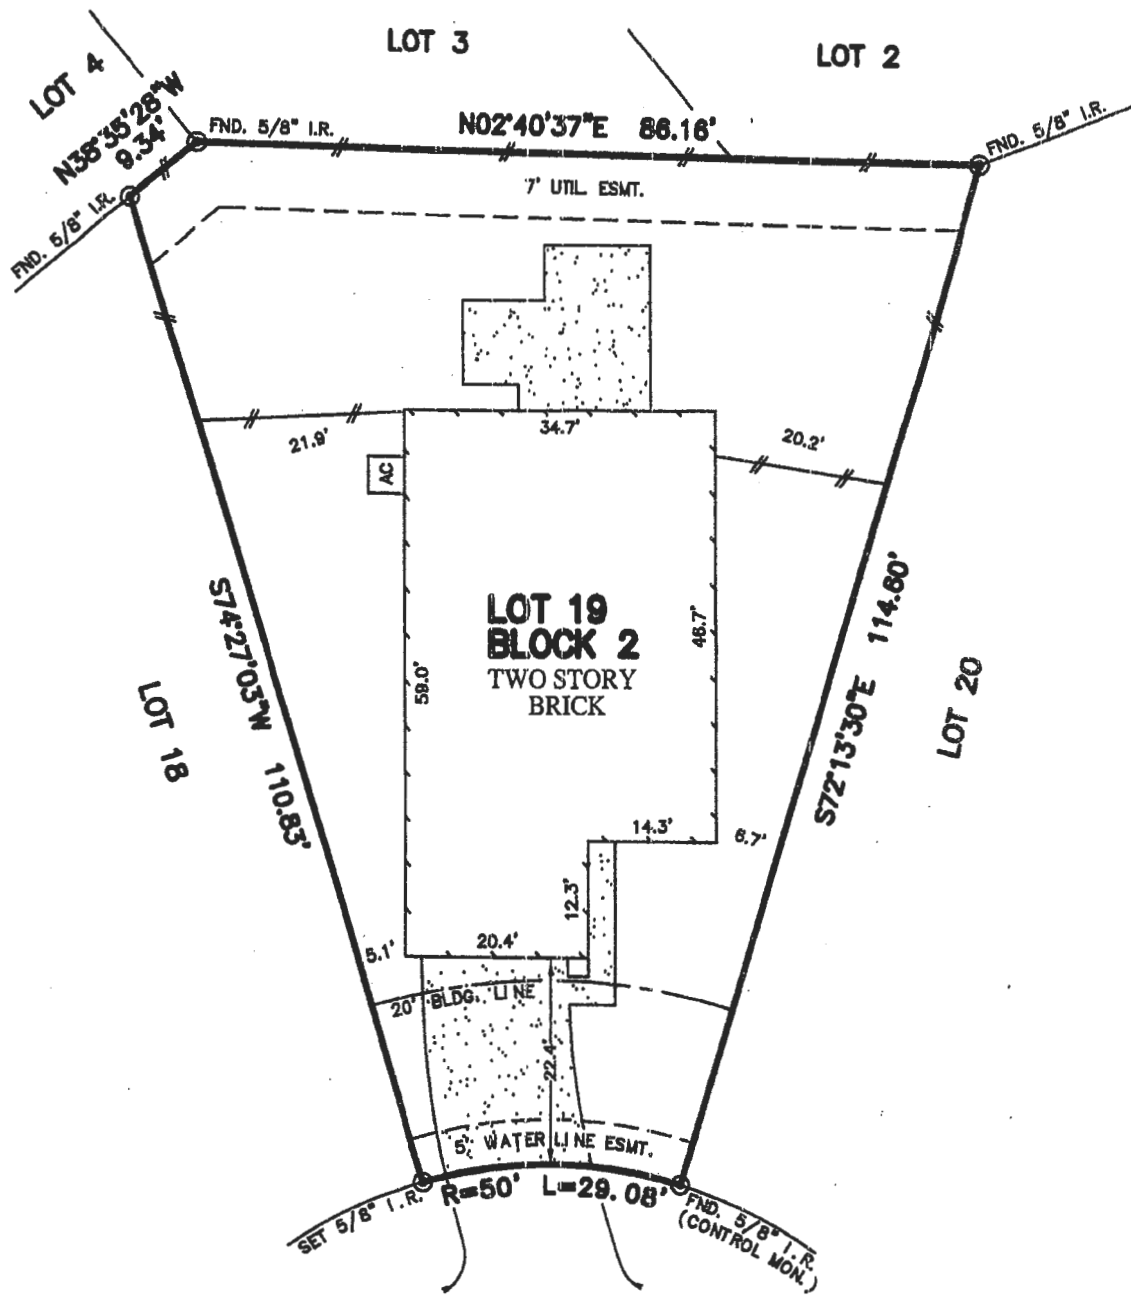 LOT 3
LOT 2
LOT 4
N38°35'28"W
9.34'
FND. 5/8" I.R.
N02°40'37"E 86.16'
FND. 5/8" I.R.
FND. 5/8" I.R.
7' UTIL. ESMT.
34.7'
21.9'
20.2'
AC
LOT 19
BLOCK 2
TWO STORY
BRICK
59.0'
46.7'
S74°27'03"W 110.83'
S72°13'30"E 114.60'
LOT 18
LOT 20
14.3'
6.7'
12.3'
20.4'
5.1'
20' BLDG. LINE
22.4'
5' WATER LINE ESMT.
R=50' L=29.08'
SET 5/8" I.R.
FND. 5/8" I.R.
(CONTROL MON.)